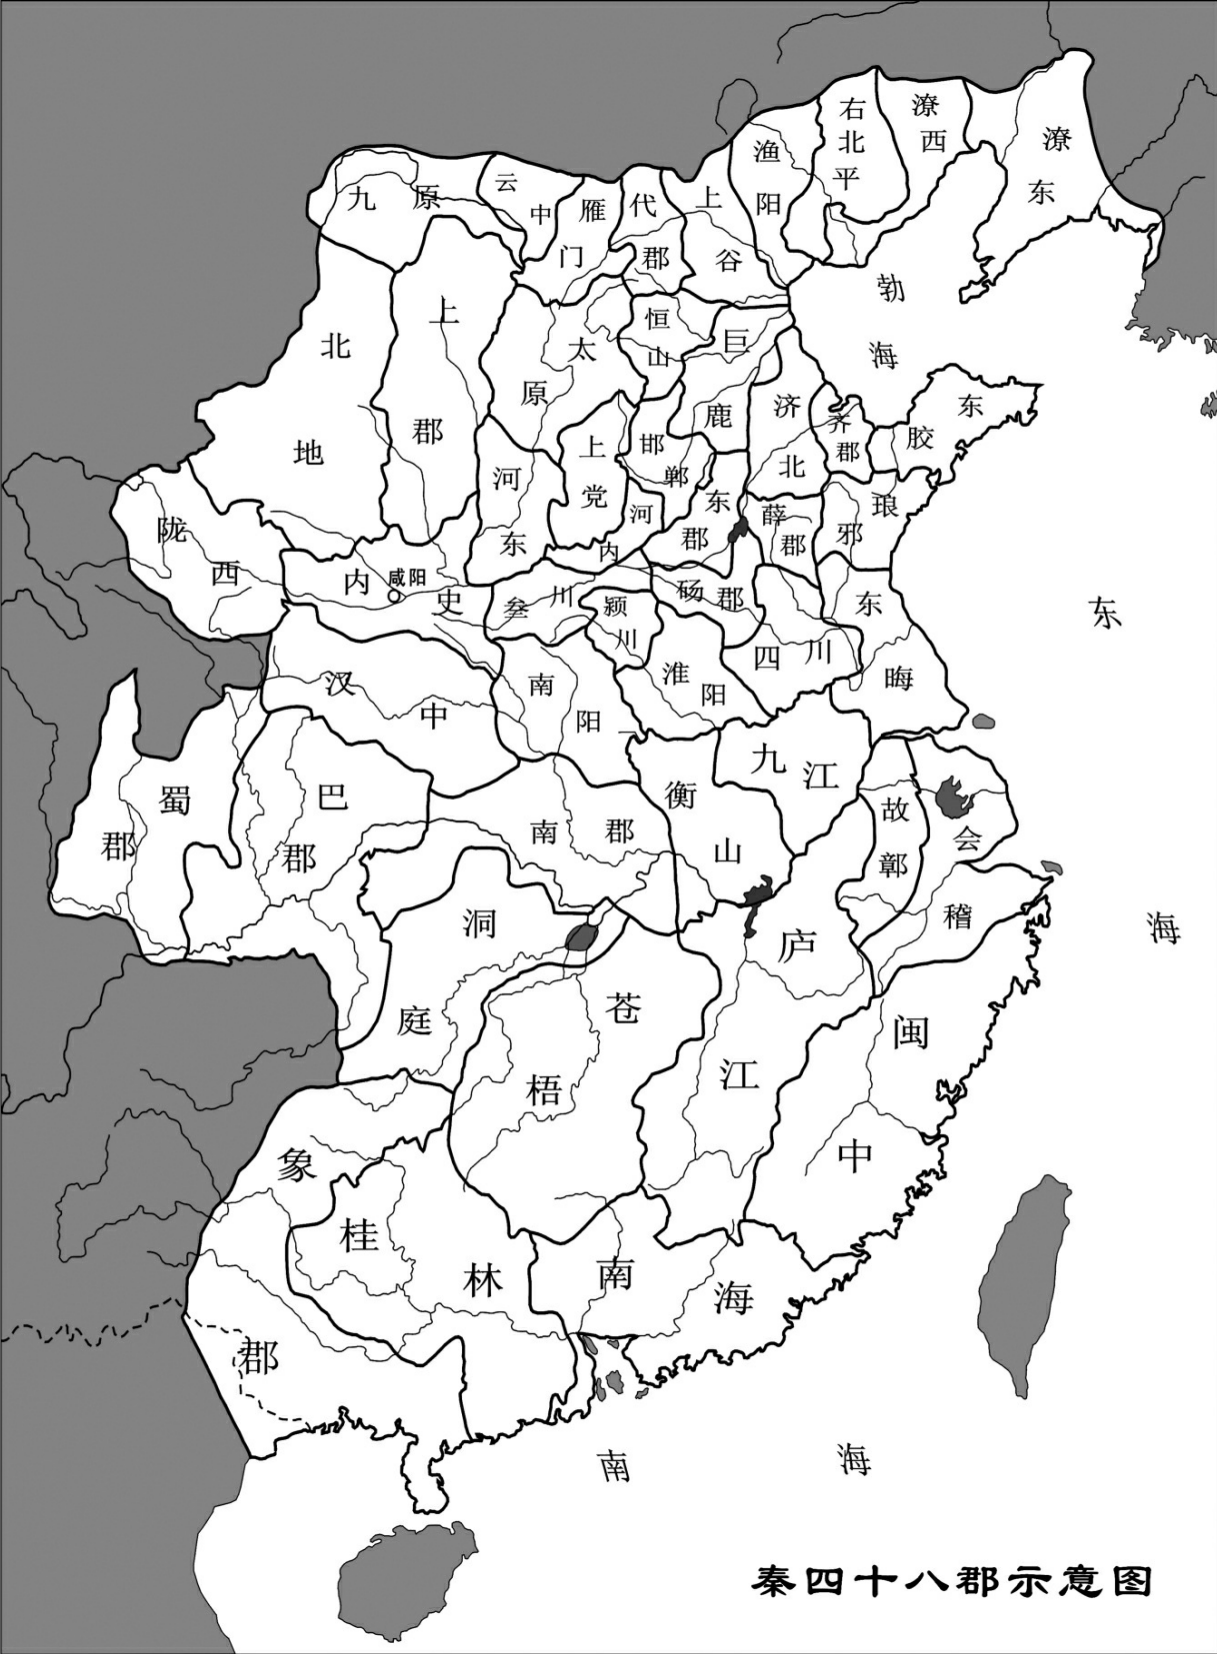 九原
云中
雁门
代郡
上谷
渔阳
右北平
潦西
潦东
北地
上郡
太原
恒山
巨鹿
济北
齐郡
胶东
勃海
河东
上党
邯郸
河内
东郡
薛郡
琅邪
陇西
内史
咸阳
叁川
颍川
砀郡
四川
东晦
东海
汉中
南阳
淮阳
蜀郡
巴郡
南郡
衡山
九江
故鄣
会稽
洞庭
苍梧
庐江
闽中
象郡
桂林
南海
南海
秦四十八郡示意图